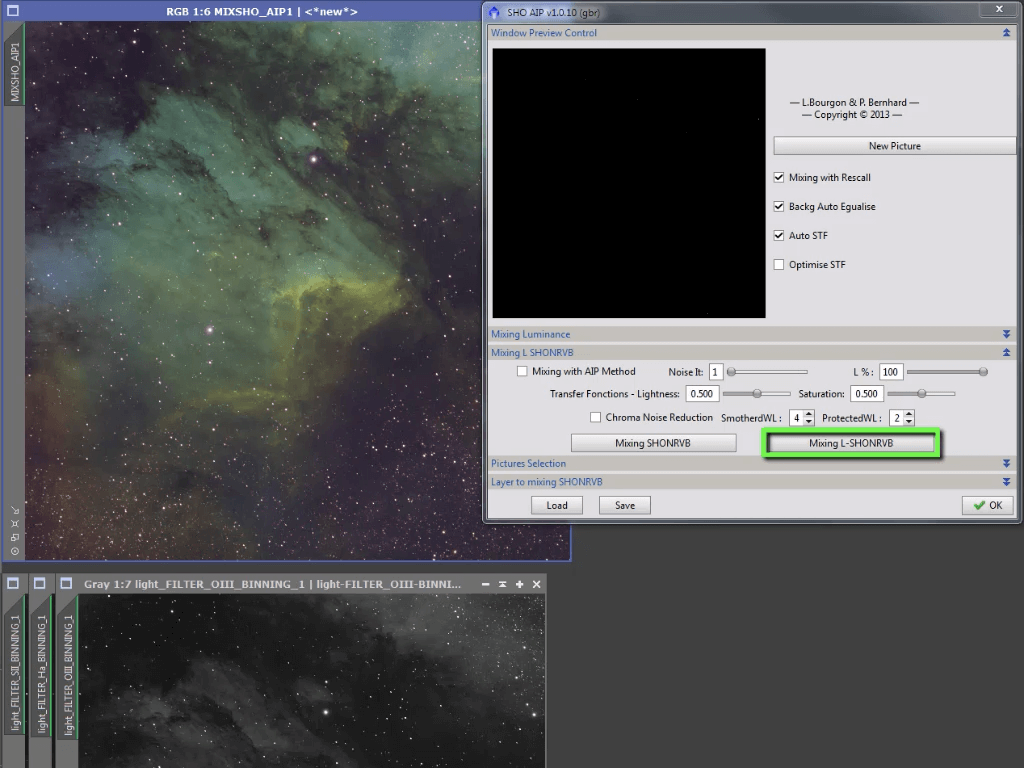 RGB 1:6 MIXSHO_AIP1 | <*new*>
MIXSHO_AIP1
SHO AIP v1.0.10 (gbr)
Window Preview Control
— L.Bourgon & P. Bernhard —
— Copyright © 2013 —
New Picture
Mixing with Rescall
Backg Auto Equalise
Auto STF
Optimise STF
Mixing Luminance
Mixing L SHONRVB
Mixing with AIP Method Noise It: 1 L % : 100
Transfer Fonctions - Lightness: 0.500 Saturation: 0.500
Chroma Noise Reduction SmotherdWL : 4 ProtectedWL : 2
Mixing SHONRVB Mixing L-SHONRVB
Pictures Selection
Layer to mixing SHONRVB
Load Save OK
Gray 1:7 light_FILTER_OIII_BINNING_1 | light-FILTER_OIII-BINNI...
light_FILTER_SII_BINNING_1
light_FILTER_Ha_BINNING_1
light_FILTER_OIII_BINNING_1